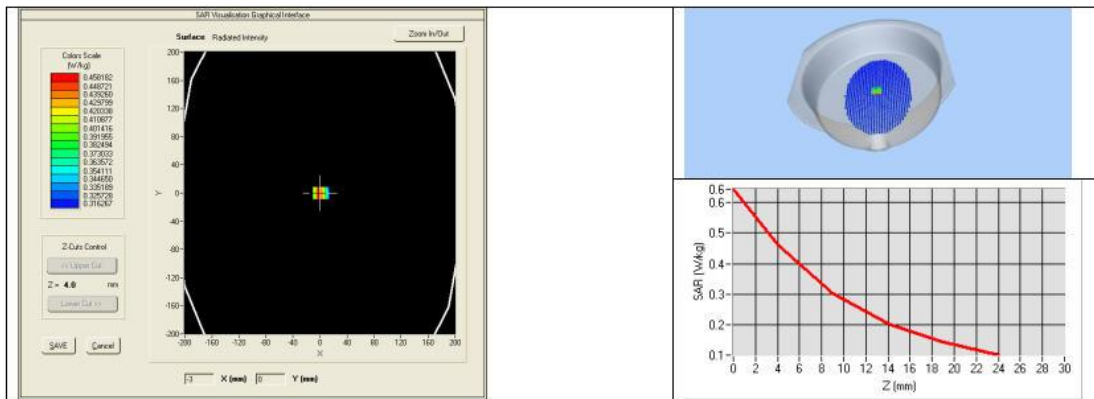 SAR Visualisation Graphical Interface
Surface Radiated Intensity
Zoom In/Out
Colors Scale
(W/kg)
0.458182
0.448721
0.439260
0.429799
0.420338
0.410877
0.401416
0.391955
0.382494
0.373033
0.363572
0.354111
0.344650
0.335189
0.325728
0.316267
Z-Cuts Control
<< Upper Cut
Z = 4.0 mm
Lower Cut >>
SAVE Cancel
200
160
120
80
40
0
-40
-80
-120
-160
-200
Y
-200 -160 -120 -80 -40 0 40 80 120 160 200
X
-3 X (mm) 0 Y (mm)
0.6
0.5
0.4
0.3
0.2
0.1
SAR (W/kg)
0 2 4 6 8 10 12 14 16 18 20 22 24 26 28 30
Z (mm)